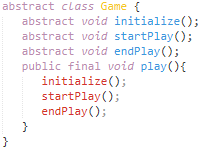 abstract class Game {
   abstract void initialize();
   abstract void startPlay();
   abstract void endPlay();
   public final void play(){
      initialize();
      startPlay();
      endPlay();
   }
}